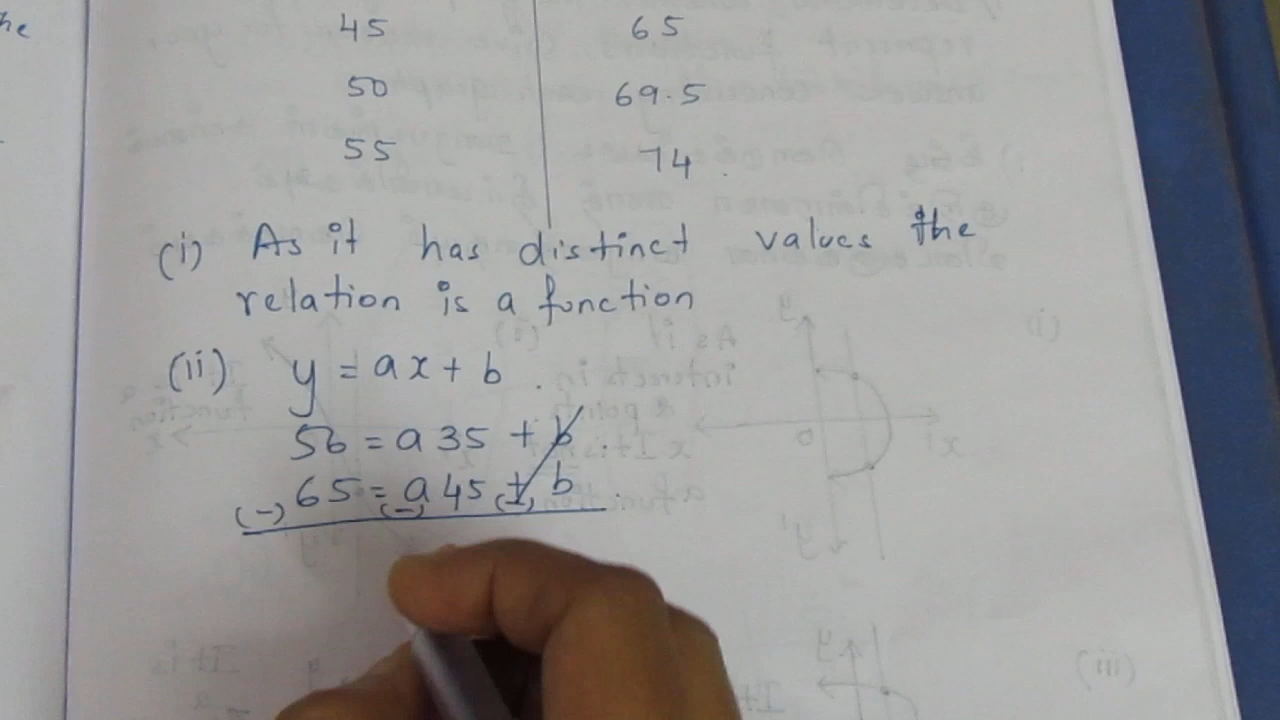 he
45 65
50 69.5
55 74.
(i) As it has distinct values the
relation is a function
(ii) y = ax + b.
56 = a 35 + b.
65 = a 45 + b.
(-) (-) (-)